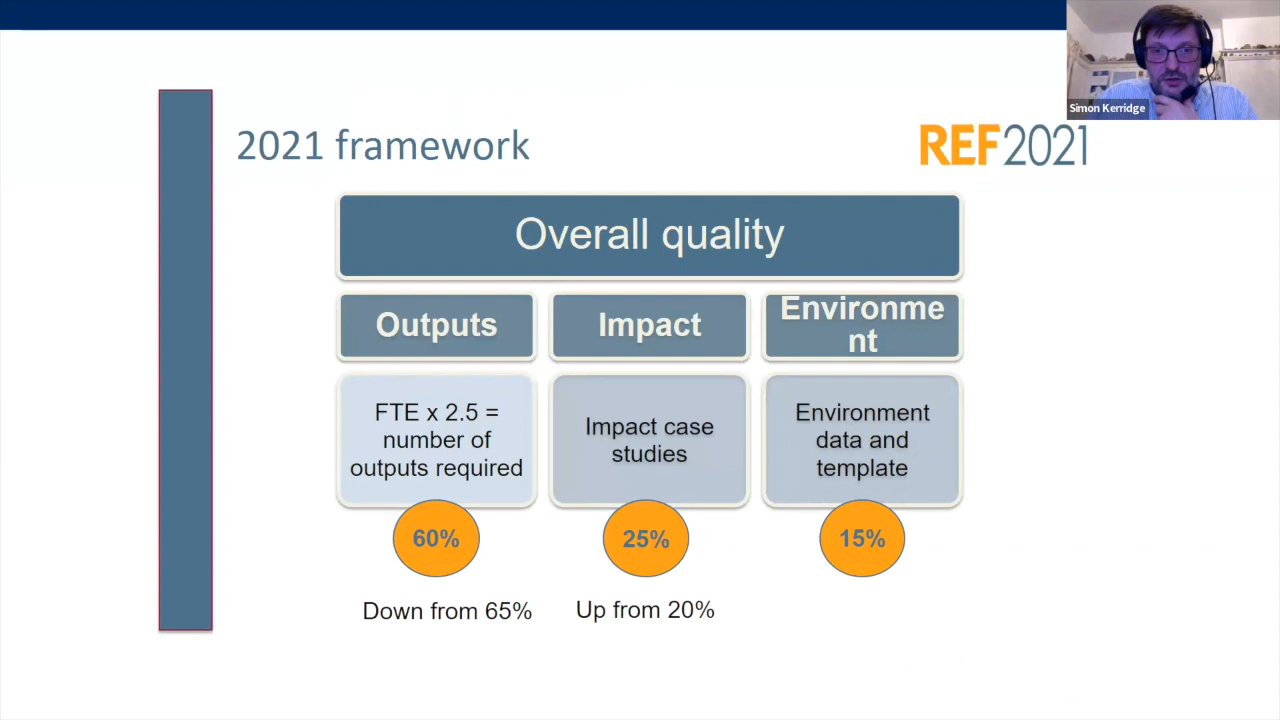 Simon Kerridge
2021 framework
REF2021
Overall quality
Outputs
Impact
Environme
nt
FTE x 2.5 =
number of
outputs required
Impact case
studies
Environment
data and
template
60%
25%
15%
Down from 65%
Up from 20%